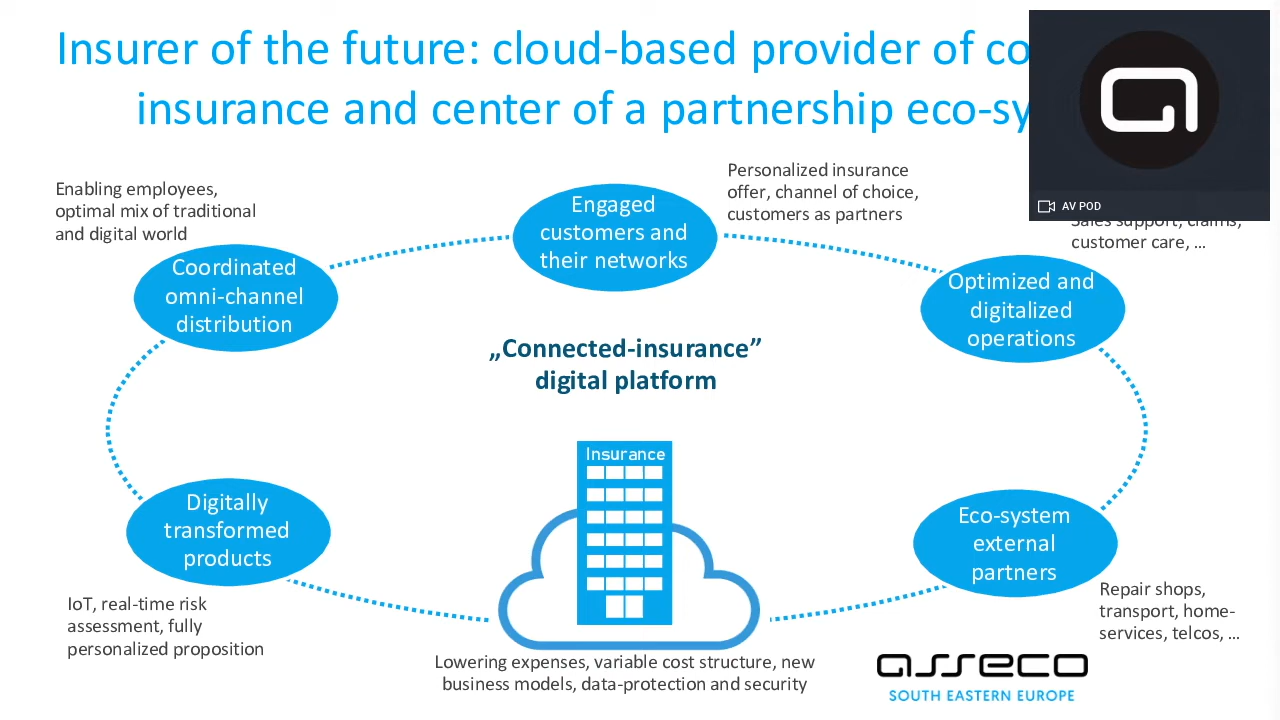 Insurer of the future: cloud-based provider of
insurance and center of a partnership
AV POD
Enabling employees,
optimal mix of traditional
and digital world
Personalized insurance
offer, channel of choice,
customers as partners
Sales support, claims,
customer care, ...
Coordinated
omni-channel
distribution
Engaged
customers and
their networks
Optimized and
digitalized
operations
„Connected-insurance”
digital platform
Insurance
Digitally
transformed
products
Eco-system
external
partners
IoT, real-time risk
assessment, fully
personalized proposition
Repair shops,
transport, home-
services, telcos, ...
Lowering expenses, variable cost structure, new
business models, data-protection and security
asseco
SOUTH EASTERN EUROPE